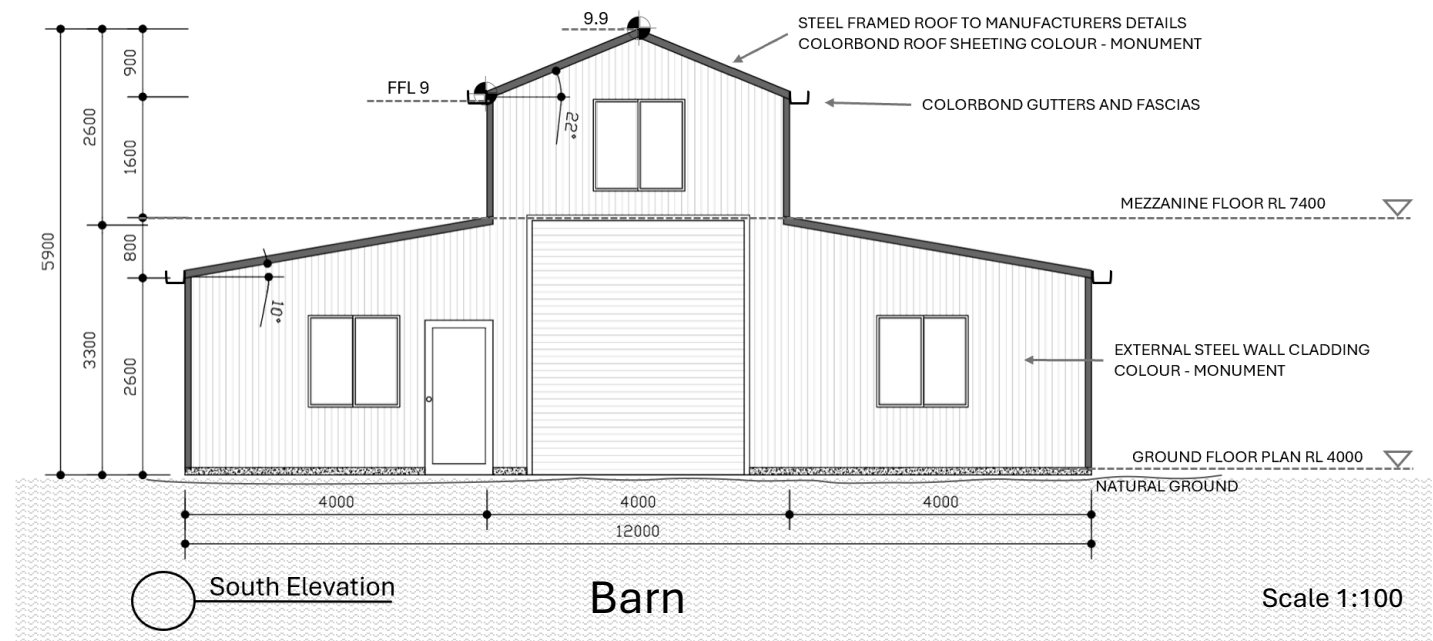 9.9
STEEL FRAMED ROOF TO MANUFACTURERS DETAILS
COLORBOND ROOF SHEETING COLOUR - MONUMENT
900
FFL 9
COLORBOND GUTTERS AND FASCIAS
2600
22°
1600
MEZZANINE FLOOR RL 7400
5900
800
10°
3300
2600
EXTERNAL STEEL WALL CLADDING
COLOUR - MONUMENT
GROUND FLOOR PLAN RL 4000
NATURAL GROUND
4000
4000
4000
12000
South Elevation
Barn
Scale 1:100